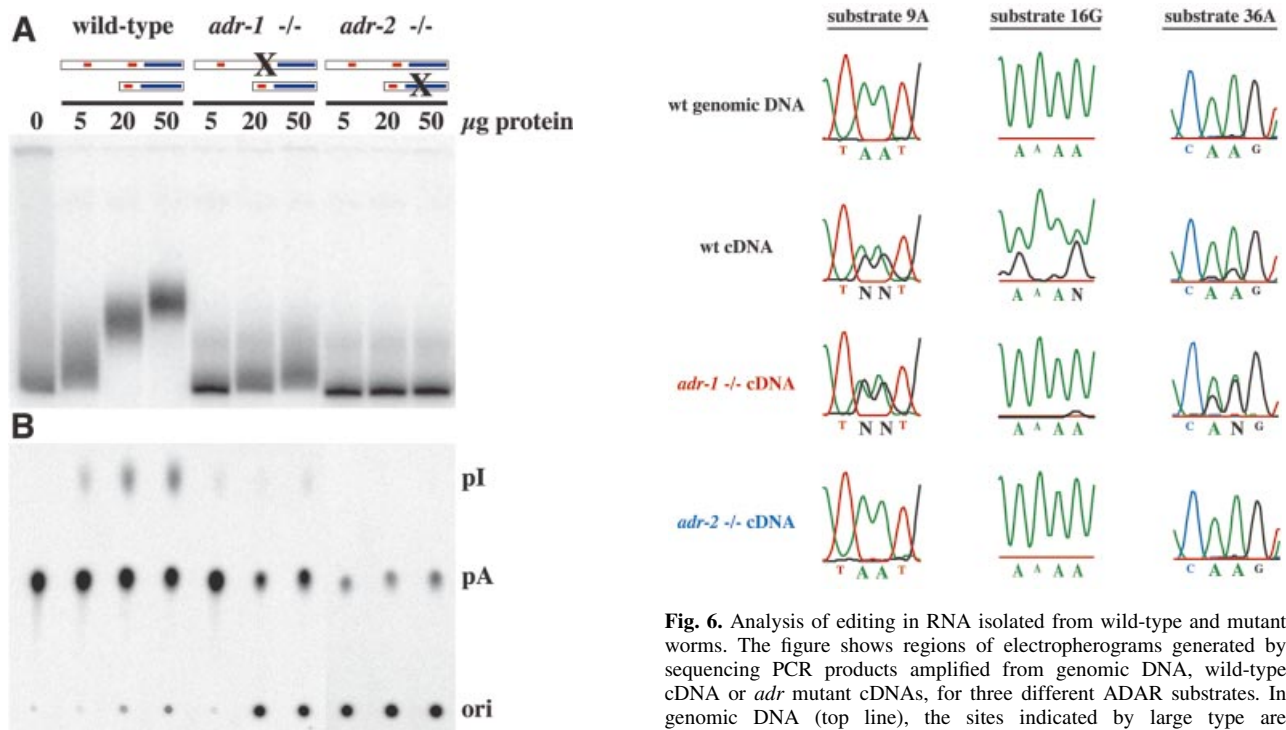 A
wild-type adr-1 -/- adr-2 -/-
X
X
0 5 20 50 5 20 50 5 20 50 µg protein
B
pI
pA
ori
substrate 9A substrate 16G substrate 36A
wt genomic DNA
T A A T A A A A C A A G
wt cDNA
T N N T A A A N C A A G
adr-1 -/- cDNA
T N N T A A A A C A N G
adr-2 -/- cDNA
T A A T A A A A C A A G
Fig. 6. Analysis of editing in RNA isolated from wild-type and mutant
worms. The figure shows regions of electropherograms generated by
sequencing PCR products amplified from genomic DNA, wild-type
cDNA or adr mutant cDNAs, for three different ADAR substrates. In
genomic DNA (top line), the sites indicated by large type are